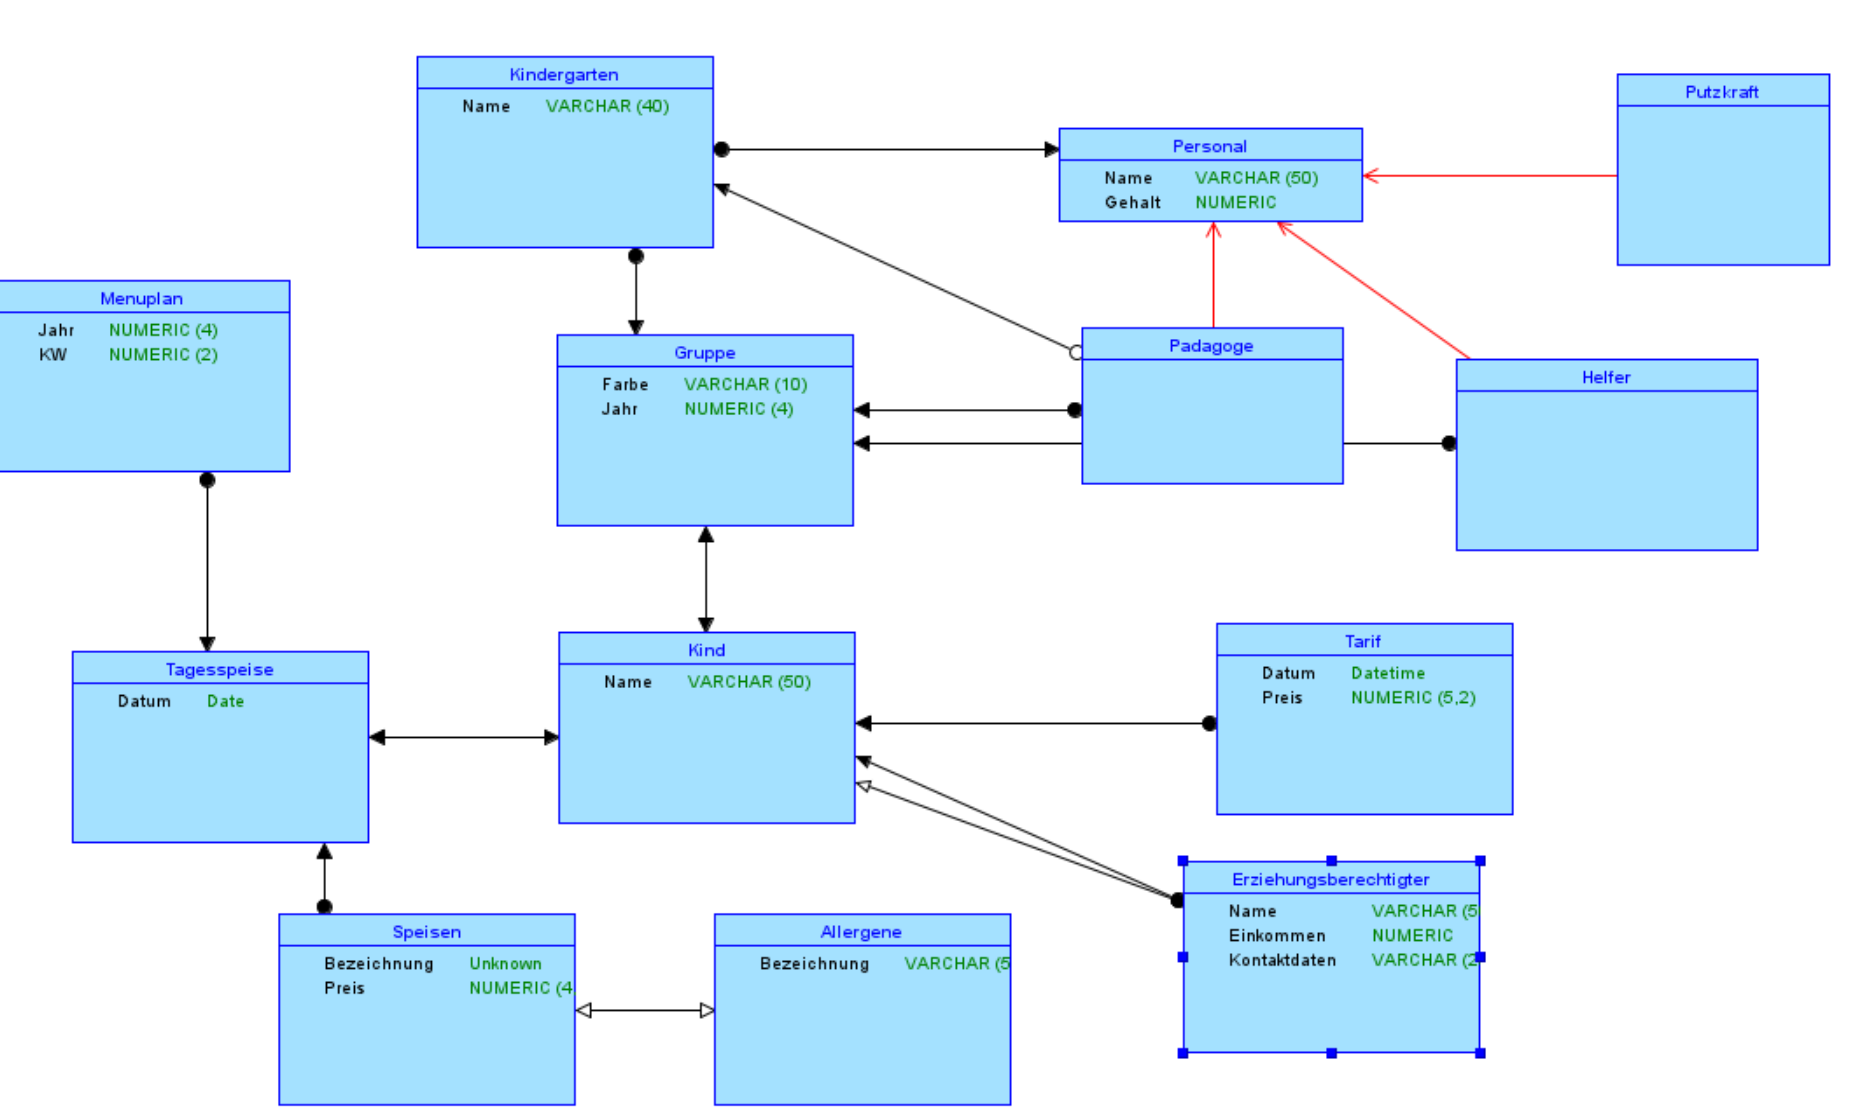 Kindergarten
Name VARCHAR (40)
Putzkraft
Personal
Name VARCHAR (50)
Gehalt NUMERIC
Menuplan
Jahr NUMERIC (4)
KW NUMERIC (2)
Gruppe
Farbe VARCHAR (10)
Jahr NUMERIC (4)
Padagoge
Helfer
Tagesspeise
Datum Date
Kind
Name VARCHAR (50)
Tarif
Datum Datetime
Preis NUMERIC (5,2)
Erziehungsberechtigter
Name VARCHAR (5
Einkommen NUMERIC
Kontaktdaten VARCHAR (2
Speisen
Bezeichnung Unknown
Preis NUMERIC (4
Allergene
Bezeichnung VARCHAR (5